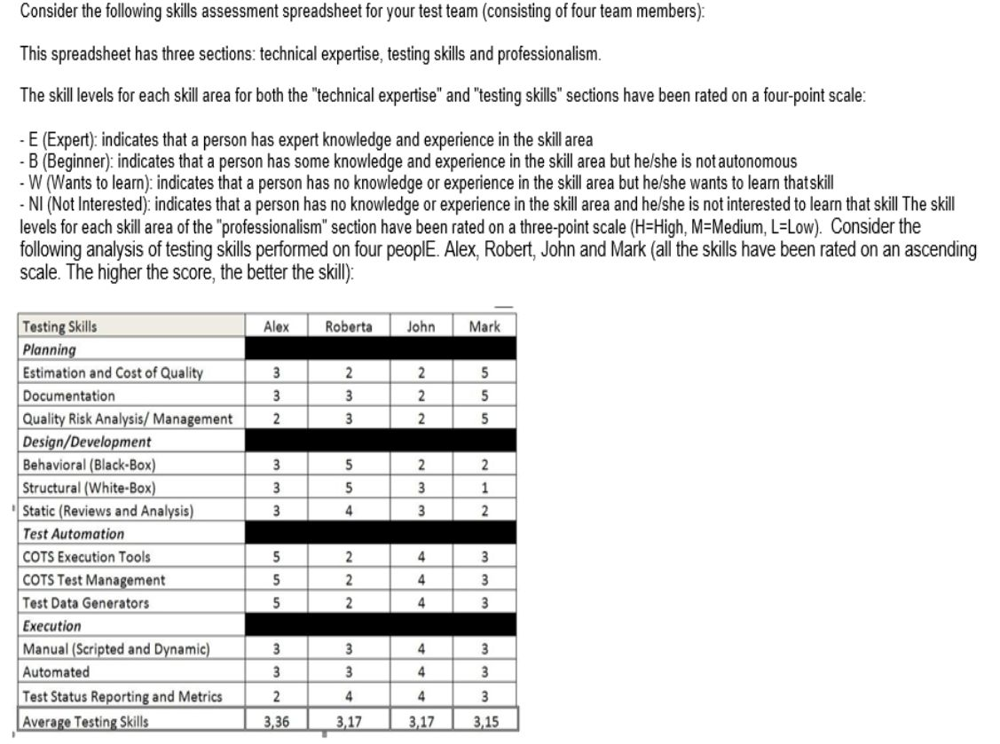 Consider the following skills assessment spreadsheet for your test team (consisting of four team members):
This spreadsheet has three sections: technical expertise, testing skills and professionalism.
The skill levels for each skill area for both the "technical expertise" and "testing skills" sections have been rated on a four-point scale:
- E (Expert): indicates that a person has expert knowledge and experience in the skill area
- B (Beginner): indicates that a person has some knowledge and experience in the skill area but he/she is not autonomous
- W (Wants to learn): indicates that a person has no knowledge or experience in the skill area but he/she wants to learn that skill
- NI (Not Interested): indicates that a person has no knowledge or experience in the skill area and he/she is not interested to learn that skill The skill
levels for each skill area of the "professionalism" section have been rated on a three-point scale (H=High, M=Medium, L=Low). Consider the
following analysis of testing skills performed on four peoplE. Alex, Robert, John and Mark (all the skills have been rated on an ascending
scale. The higher the score, the better the skill):
Testing Skills Alex Roberta John Mark
Planning
Estimation and Cost of Quality 3 2 2 5
Documentation 3 3 2 5
Quality Risk Analysis/ Management 2 3 2 5
Design/Development
Behavioral (Black-Box) 3 5 2 2
Structural (White-Box) 3 5 3 1
Static (Reviews and Analysis) 3 4 3 2
Test Automation
COTS Execution Tools 5 2 4 3
COTS Test Management 5 2 4 3
Test Data Generators 5 2 4 3
Execution
Manual (Scripted and Dynamic) 3 3 4 3
Automated 3 3 4 3
Test Status Reporting and Metrics 2 4 4 3
Average Testing Skills 3,36 3,17 3,17 3,15